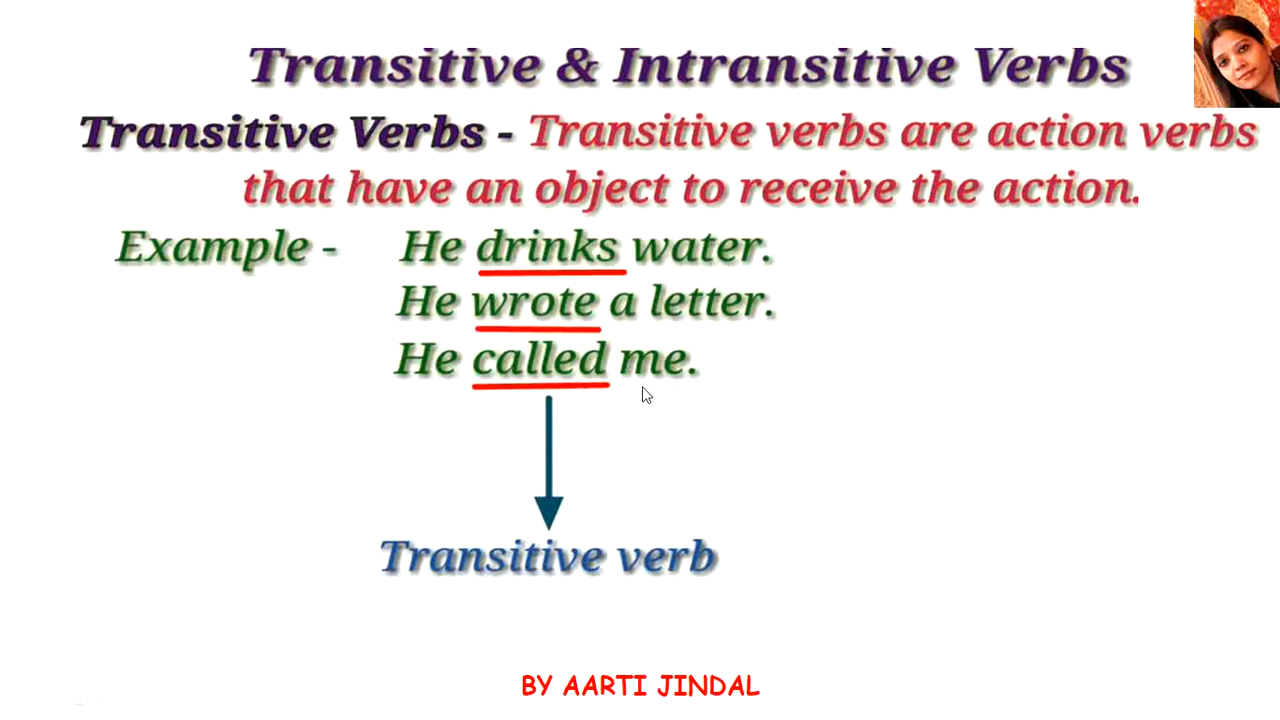 Transitive & Intransitive Verbs
Transitive Verbs - Transitive verbs are action verbs
that have an object to receive the action.
Example - He drinks water.
He wrote a letter.
He called me.
Transitive verb
BY AARTI JINDAL